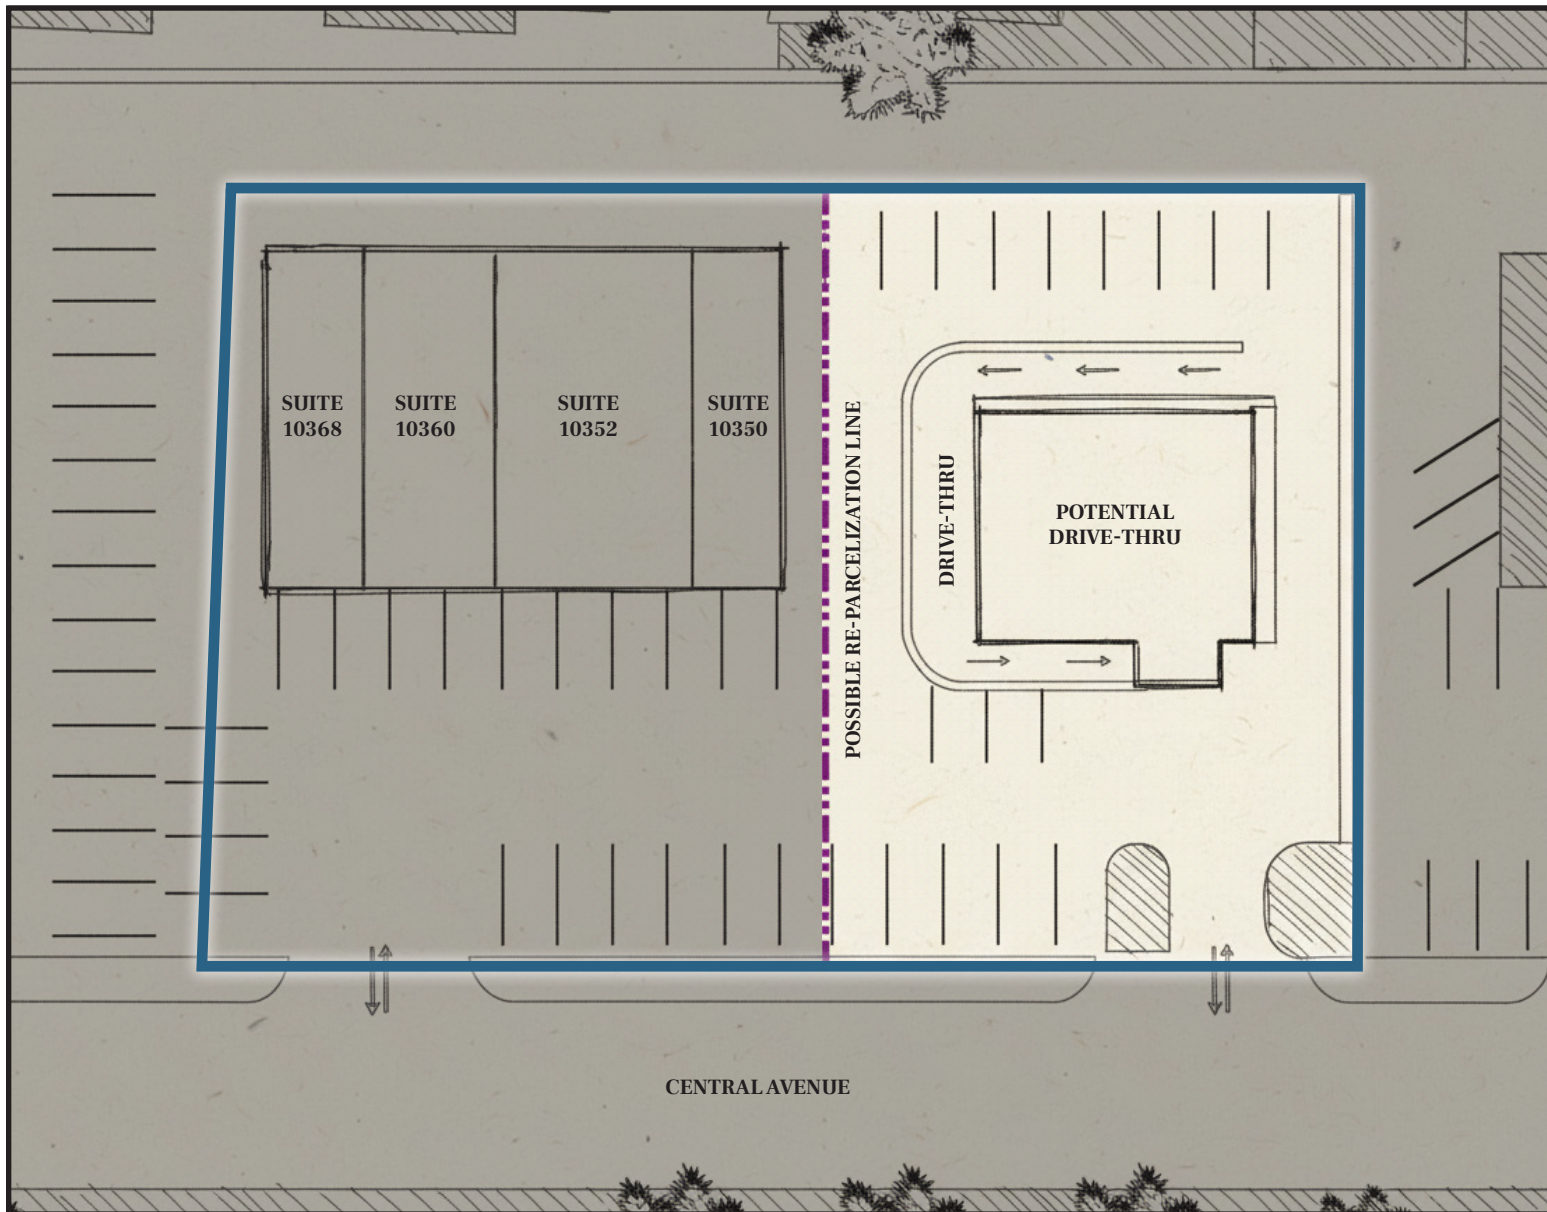 SUITE
10368
SUITE
10360
SUITE
10352
SUITE
10350
POSSIBLE RE-PARCELIZATION LINE
DRIVE-THRU
POTENTIAL
DRIVE-THRU
CENTRAL AVENUE